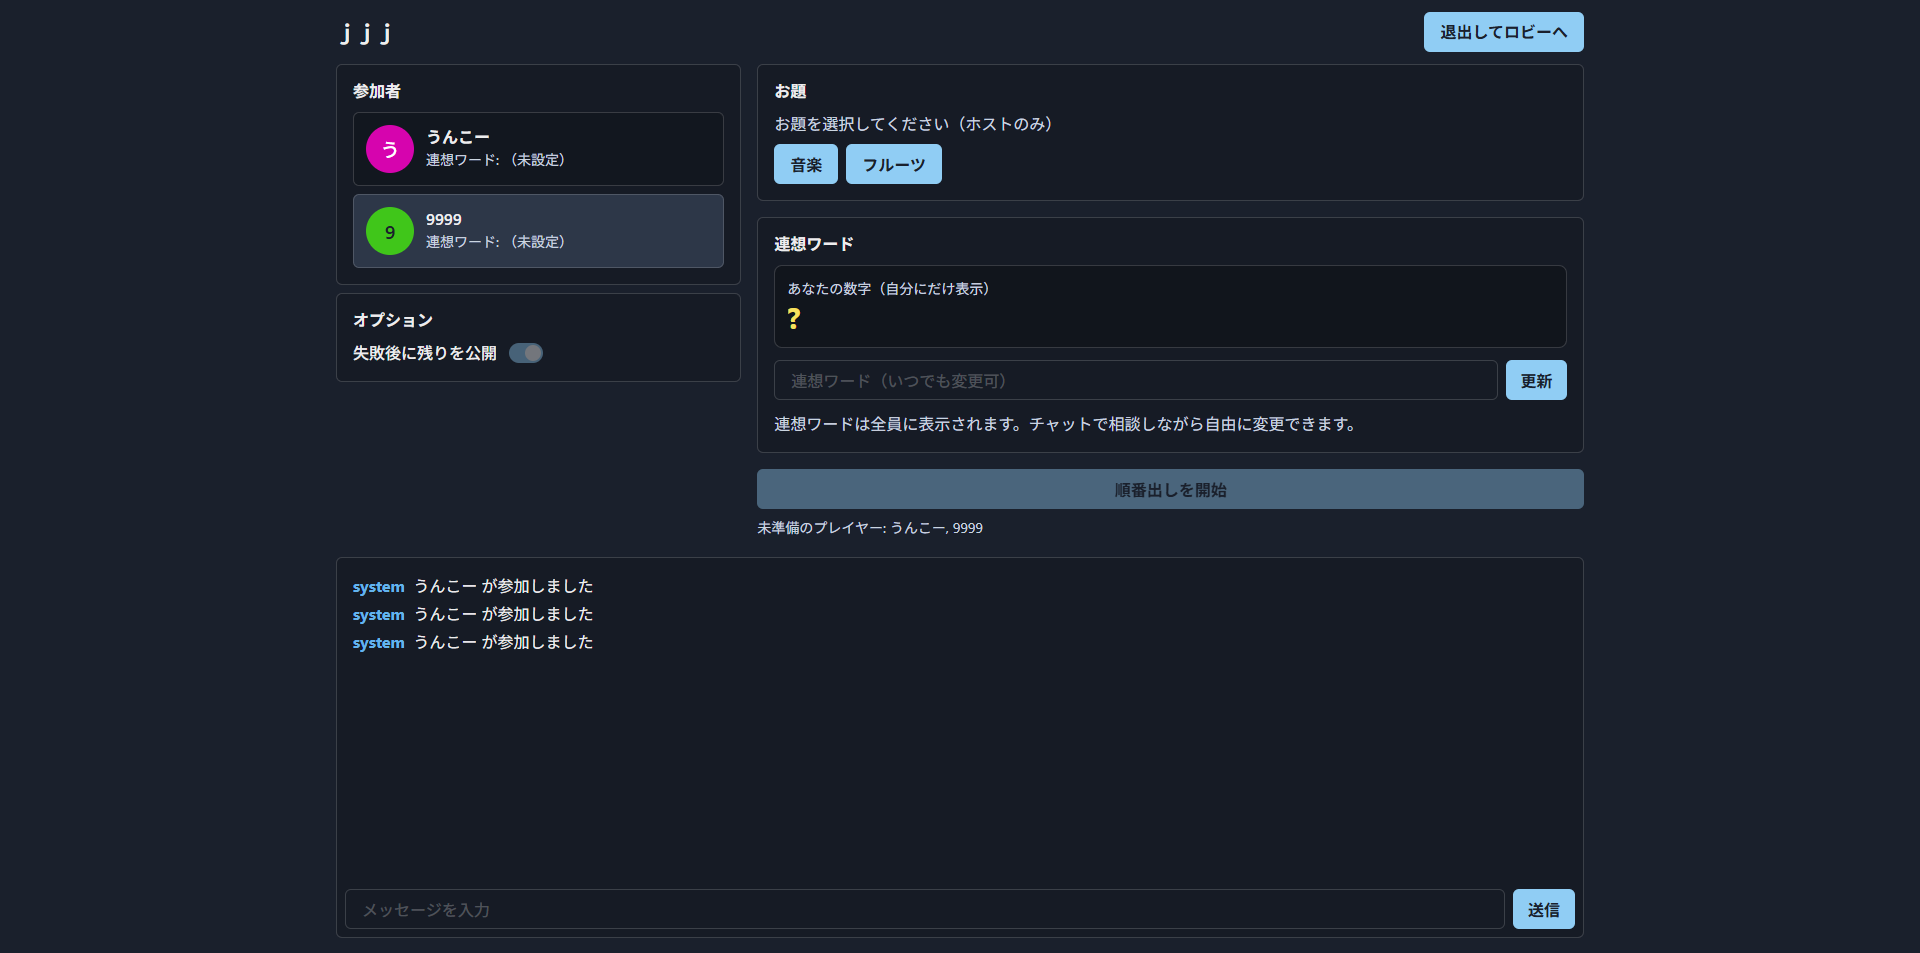 ｊｊｊ
退出してロビーへ
参加者
う
うんこー
連想ワード: （未設定）
9
9999
連想ワード: （未設定）
オプション
失敗後に残りを公開
お題
お題を選択してください（ホストのみ）
音楽
フルーツ
連想ワード
あなたの数字（自分にだけ表示）
?
連想ワード（いつでも変更可）
更新
連想ワードは全員に表示されます。チャットで相談しながら自由に変更できます。
順番出しを開始
未準備のプレイヤー: うんこー, 9999
system うんこー が参加しました
system うんこー が参加しました
system うんこー が参加しました
メッセージを入力
送信